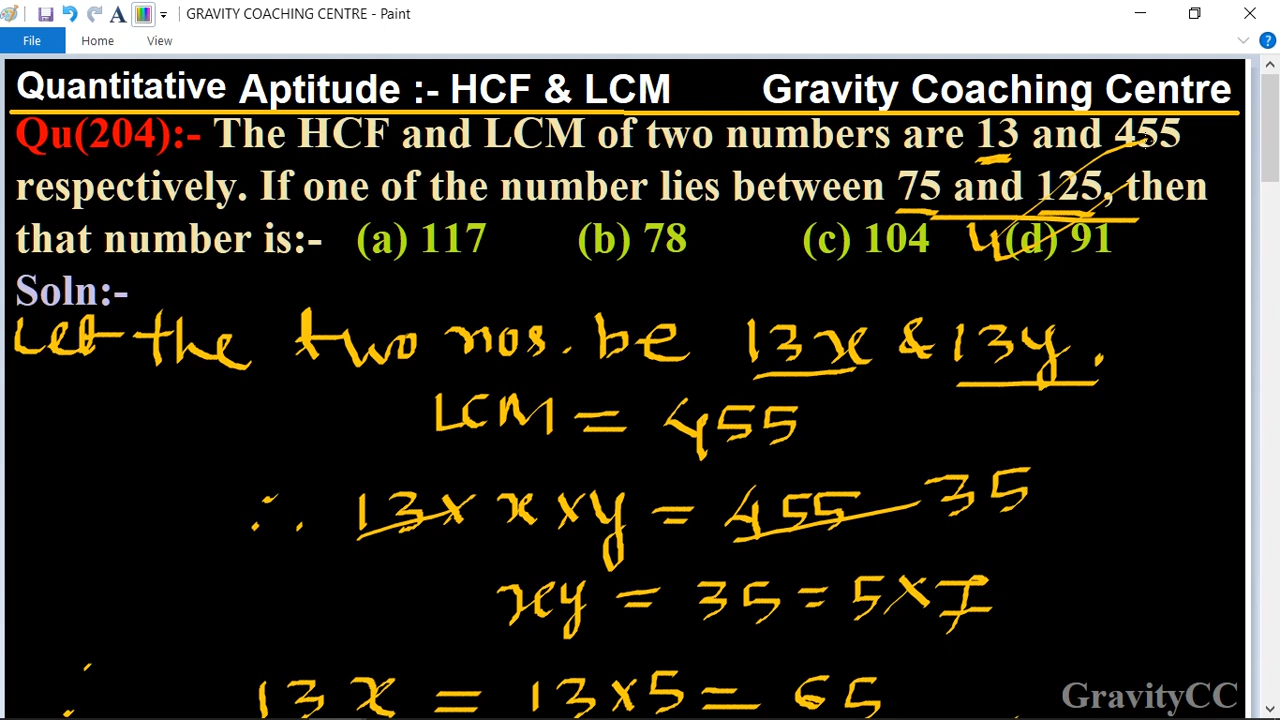 GRAVITY COACHING CENTRE - Paint
File Home View
Quantitative Aptitude :- HCF & LCM Gravity Coaching Centre
Qu(204):- The HCF and LCM of two numbers are 13 and 455
respectively. If one of the number lies between 75 and 125, then
that number is:- (a) 117 (b) 78 (c) 104 (d) 91
Soln:-
Let the two nos. be 13x & 13y.
LCM = 455
∴ 13 × x × y = 455 35
xy = 35 = 5 × 7
∴ 13x = 13 × 5 = 65
GravityCC